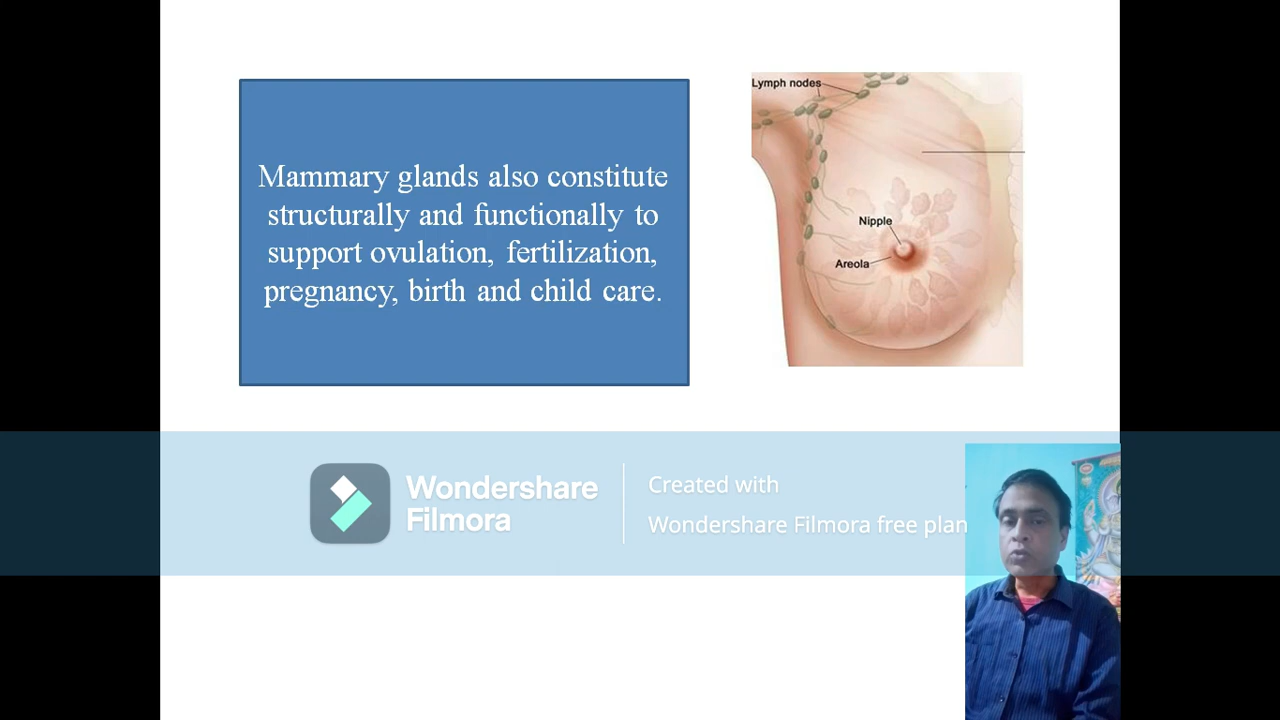 Mammary glands also constitute
structurally and functionally to
support ovulation, fertilization,
pregnancy, birth and child care.
Lymph nodes
Nipple
Areola
Wondershare
Filmora
Created with
Wondershare Filmora free plan